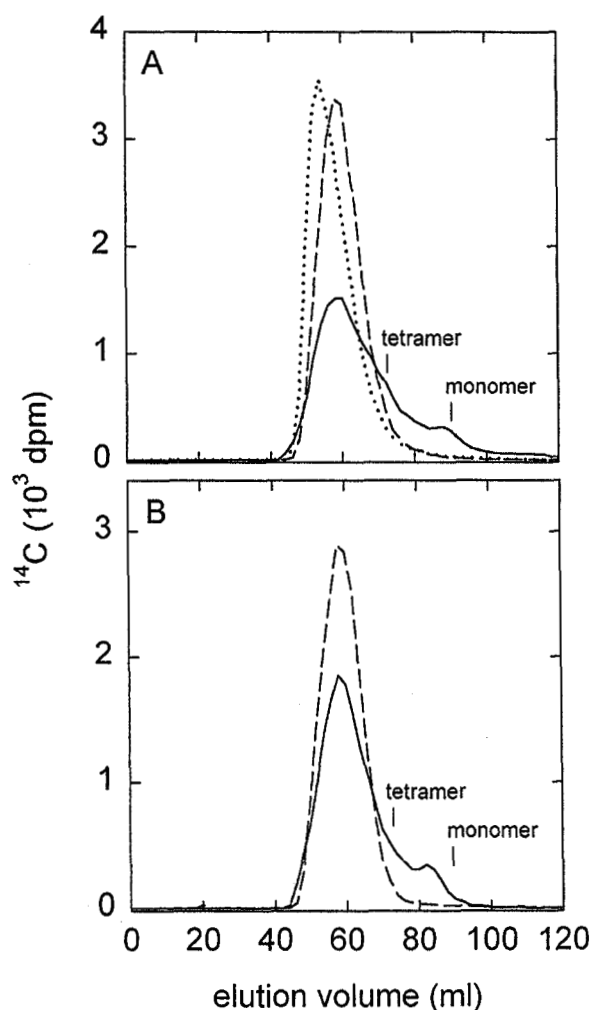 4
A
3
2
tetramer
1
monomer
0
B
3
2
tetramer
1
monomer
0
0 20 40 60 80 100 120
¹⁴C (10³ dpm)
elution volume (ml)